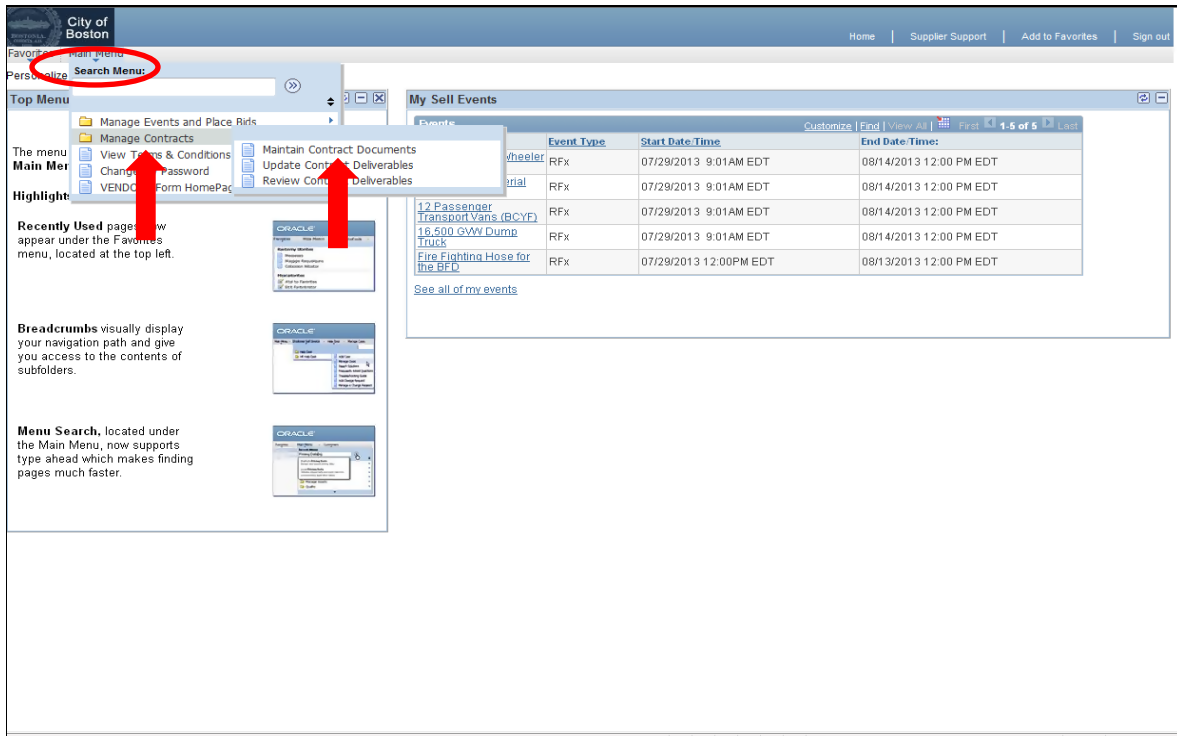 City of
Boston
Home | Supplier Support | Add to Favorites | Sign out
Favorites Main Menu
Search Menu:
Personalize
Top Menu
Manage Events and Place Bids
Manage Contracts
View Terms & Conditions
Password
VENDOR Form HomePag
Maintain Contract Documents
Update Contract Deliverables
Review Contract Deliverables
The menu
Main Men
Highlights
Recently Used pages now
appear under the Favorites
menu, located at the top left.
ORACLE
Breadcrumbs visually display
your navigation path and give
you access to the contents of
subfolders.
ORACLE
Menu Search, located under
the Main Menu, now supports
type ahead which makes finding
pages much faster.
ORACLE
My Sell Events
Events
Customize | Find | View All | First 1-5 of 5 Last
Event Type Start Date/Time End Date/Time:
Wheeler RFx 07/29/2013 9:01AM EDT 08/14/2013 12:00 PM EDT
erial RFx 07/29/2013 9:01AM EDT 08/14/2013 12:00 PM EDT
12 Passenger
Transport Vans (BCYF) RFx 07/29/2013 9:01AM EDT 08/14/2013 12:00 PM EDT
16,500 GVW Dump
Truck RFx 07/29/2013 9:01AM EDT 08/14/2013 12:00 PM EDT
Fire Fighting Hose for
the BFD RFx 07/29/2013 12:00PM EDT 08/13/2013 12:00 PM EDT
See all of my events